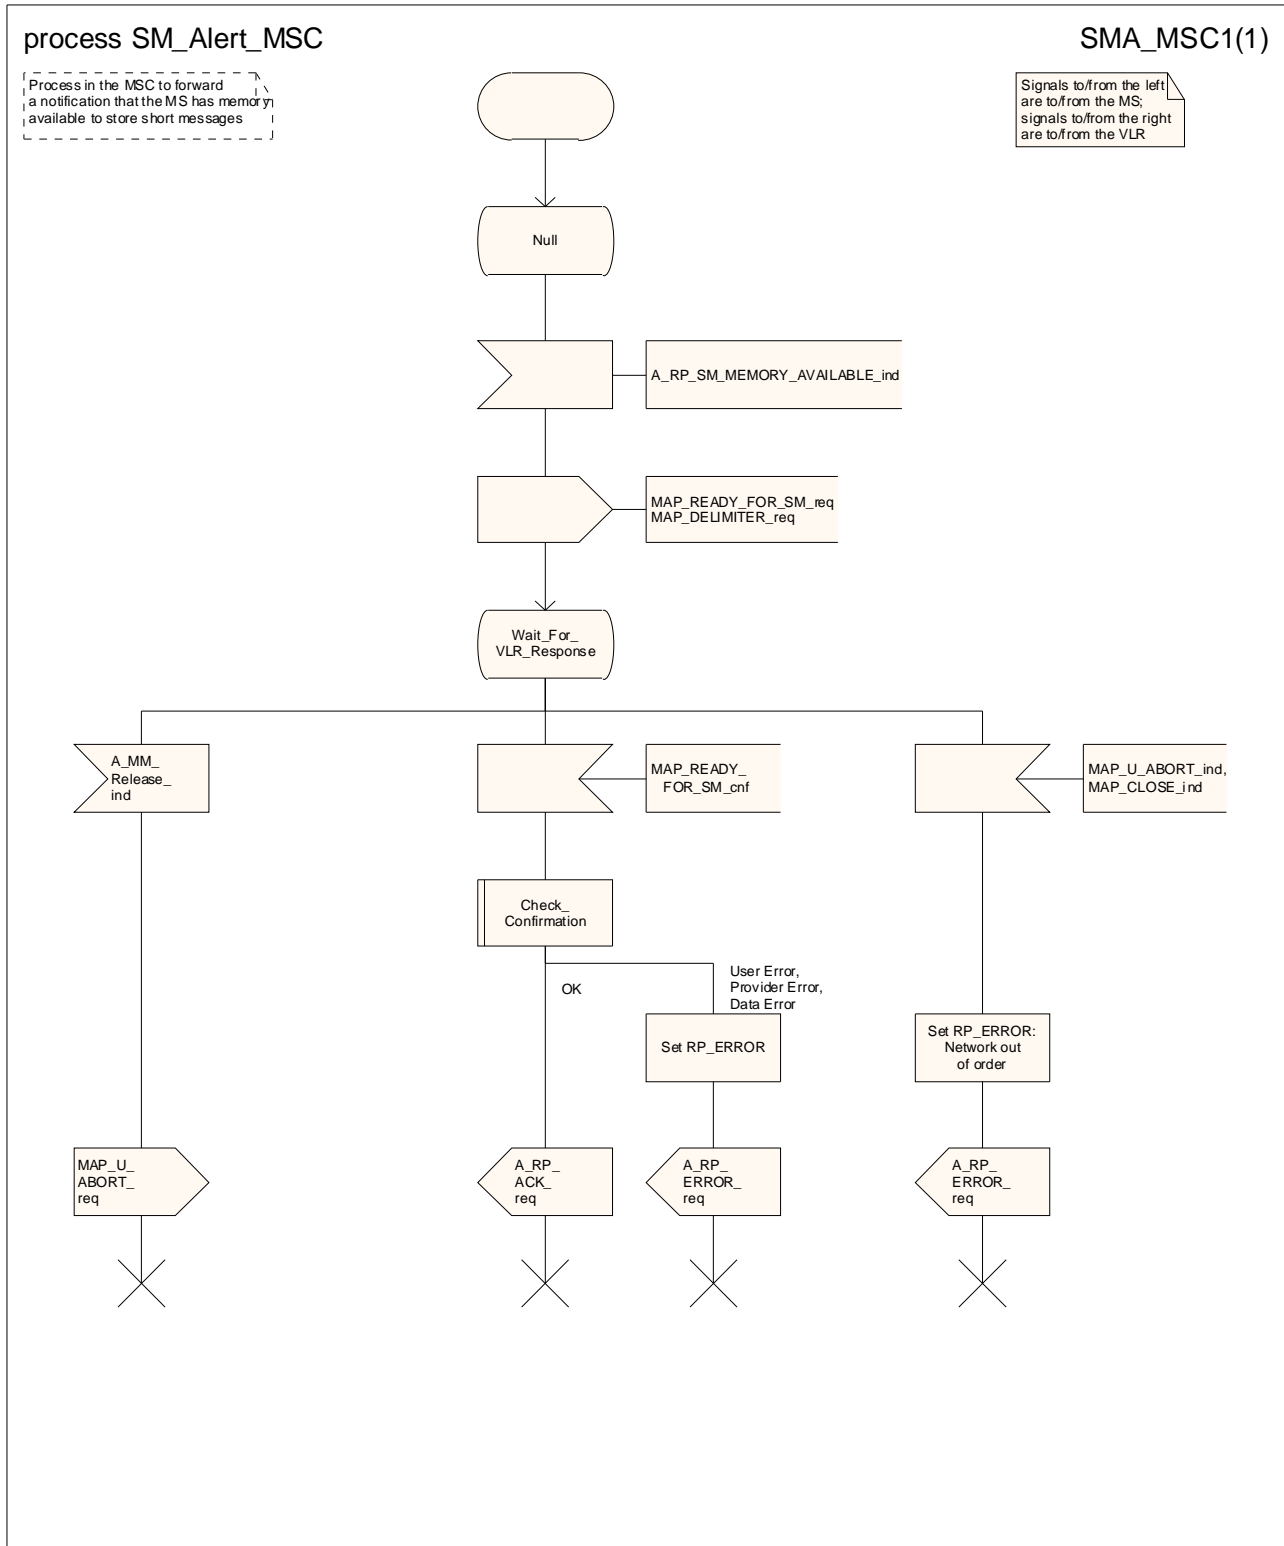 process SM_Alert_MSC
SMA_MSC1(1)
Process in the MSC to forward
a notification that the MS has memory
available to store short messages
Signals to/from the left
are to/from the MS;
signals to/from the right
are to/from the VLR
Null
A_RP_SM_MEMORY_AVAILABLE_ind
MAP_READY_FOR_SM_req
MAP_DELIMITER_req
Wait_For_
VLR_Response
A_MM_
Release_
ind
MAP_READY_
FOR_SM_cnf
MAP_U_ABORT_ind,
MAP_CLOSE_ind
Check_
Confirmation
OK
User Error,
Provider Error,
Data Error
Set RP_ERROR
Set RP_ERROR:
Network out
of order
MAP_U_
ABORT_
req
A_RP_
ACK_
req
A_RP_
ERROR_
req
A_RP_
ERROR_
req